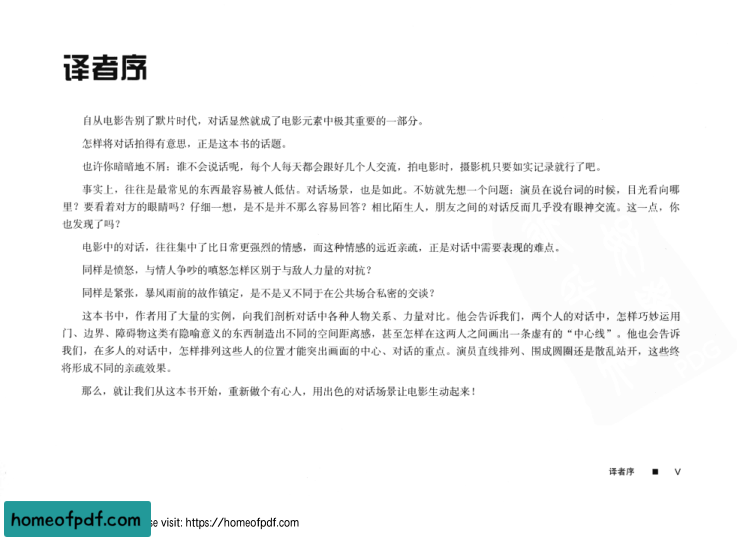 译者序
自从电影告别了默片时代，对话显然就成了电影元素中极其重要的一部分。
怎样将对话拍得有意思，正是这本书的话题。
也许你暗暗地不屑：谁不会说话呢，每个人每天都会跟好几个人交流，拍电影时，摄影机只要如实记录就行了吧。
事实上，往往是最常见的东西最容易被人低估。对话场景，也是如此。不妨就先想一个问题：演员在说台词的时候，目光看向哪
里？要看着对方的眼睛吗？仔细一想，是不是并不那么容易回答？相比陌生人，朋友之间的对话反而几乎没有眼神交流。这一点，你
也发现了吗？
电影中的对话，往往集中了比日常更强烈的情感，而这种情感的远近亲疏，正是对话中需要表现的难点。
同样是愤怒，与情人争吵的嗔怒怎样区别于与敌人力量的对抗？
同样是紧张，暴风雨前的故作镇定，是不是又不同于在公共场合私密的交谈？
这本书中，作者用了大量的实例，向我们剖析对话中各种人物关系、力量对比。他会告诉我们，两个人的对话中，怎样巧妙运用
门、边界、障碍物这类有隐喻意义的东西制造出不同的空间距离感，甚至怎样在这两人之间画出一条虚有的“中心线”。他也会告诉
我们，在多人的对话中，怎样排列这些人的位置才能突出画面的中心、对话的重点。演员直线排列、围成圆圈还是散乱站开，这些终
将形成不同的亲疏效果。
那么，就让我们从这本书开始，重新做个有心人，用出色的对话场景让电影生动起来！
译者序 ■ V
homeofpdf.com se visit: https://homeofpdf.com